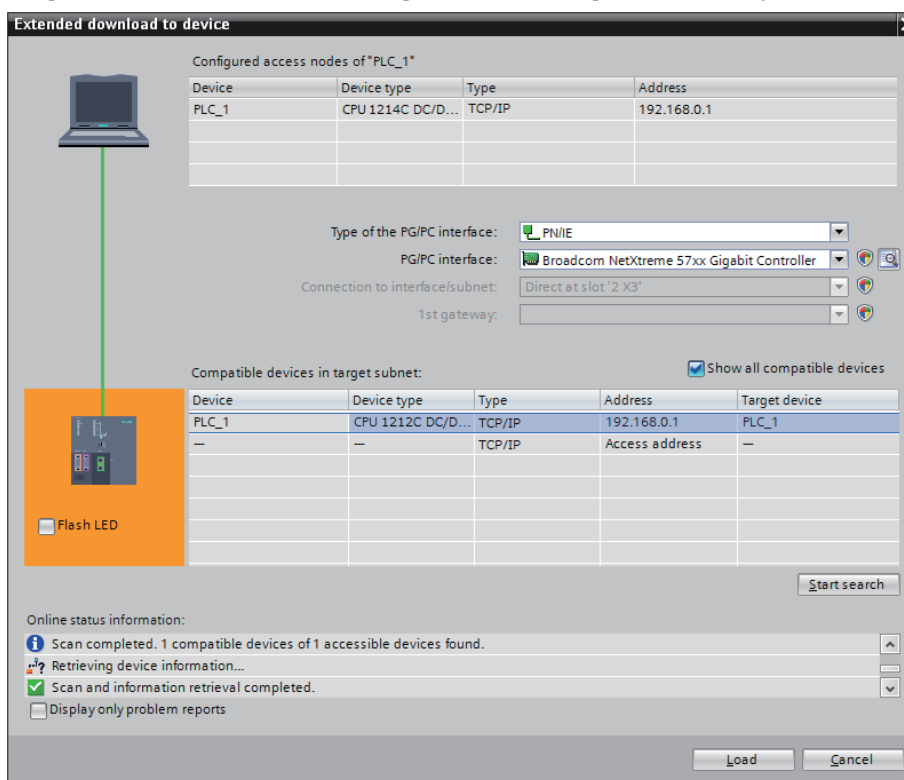 Extended download to device
Configured access nodes of "PLC_1"
Device Device type Type Address
PLC_1 CPU 1214C DC/D... TCP/IP 192.168.0.1
Type of the PG/PC interface: PN/IE
PG/PC interface: Broadcom NetXtreme 57xx Gigabit Controller
Connection to interface/subnet: Direct at slot '2 X3'
1st gateway:
Compatible devices in target subnet: Show all compatible devices
Device Device type Type Address Target device
PLC_1 CPU 1212C DC/D... TCP/IP 192.168.0.1 PLC_1
— — TCP/IP Access address —
Flash LED
Start search
Online status information:
Scan completed. 1 compatible devices of 1 accessible devices found.
Retrieving device information...
Scan and information retrieval completed.
Display only problem reports
Load Cancel